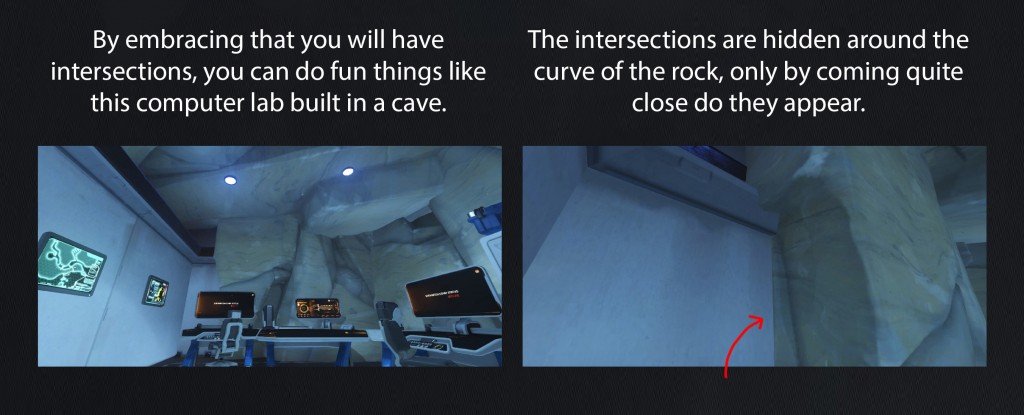 By embracing that you will have
intersections, you can do fun things like
this computer lab built in a cave.
The intersections are hidden around the
curve of the rock, only by coming quite
close do they appear.